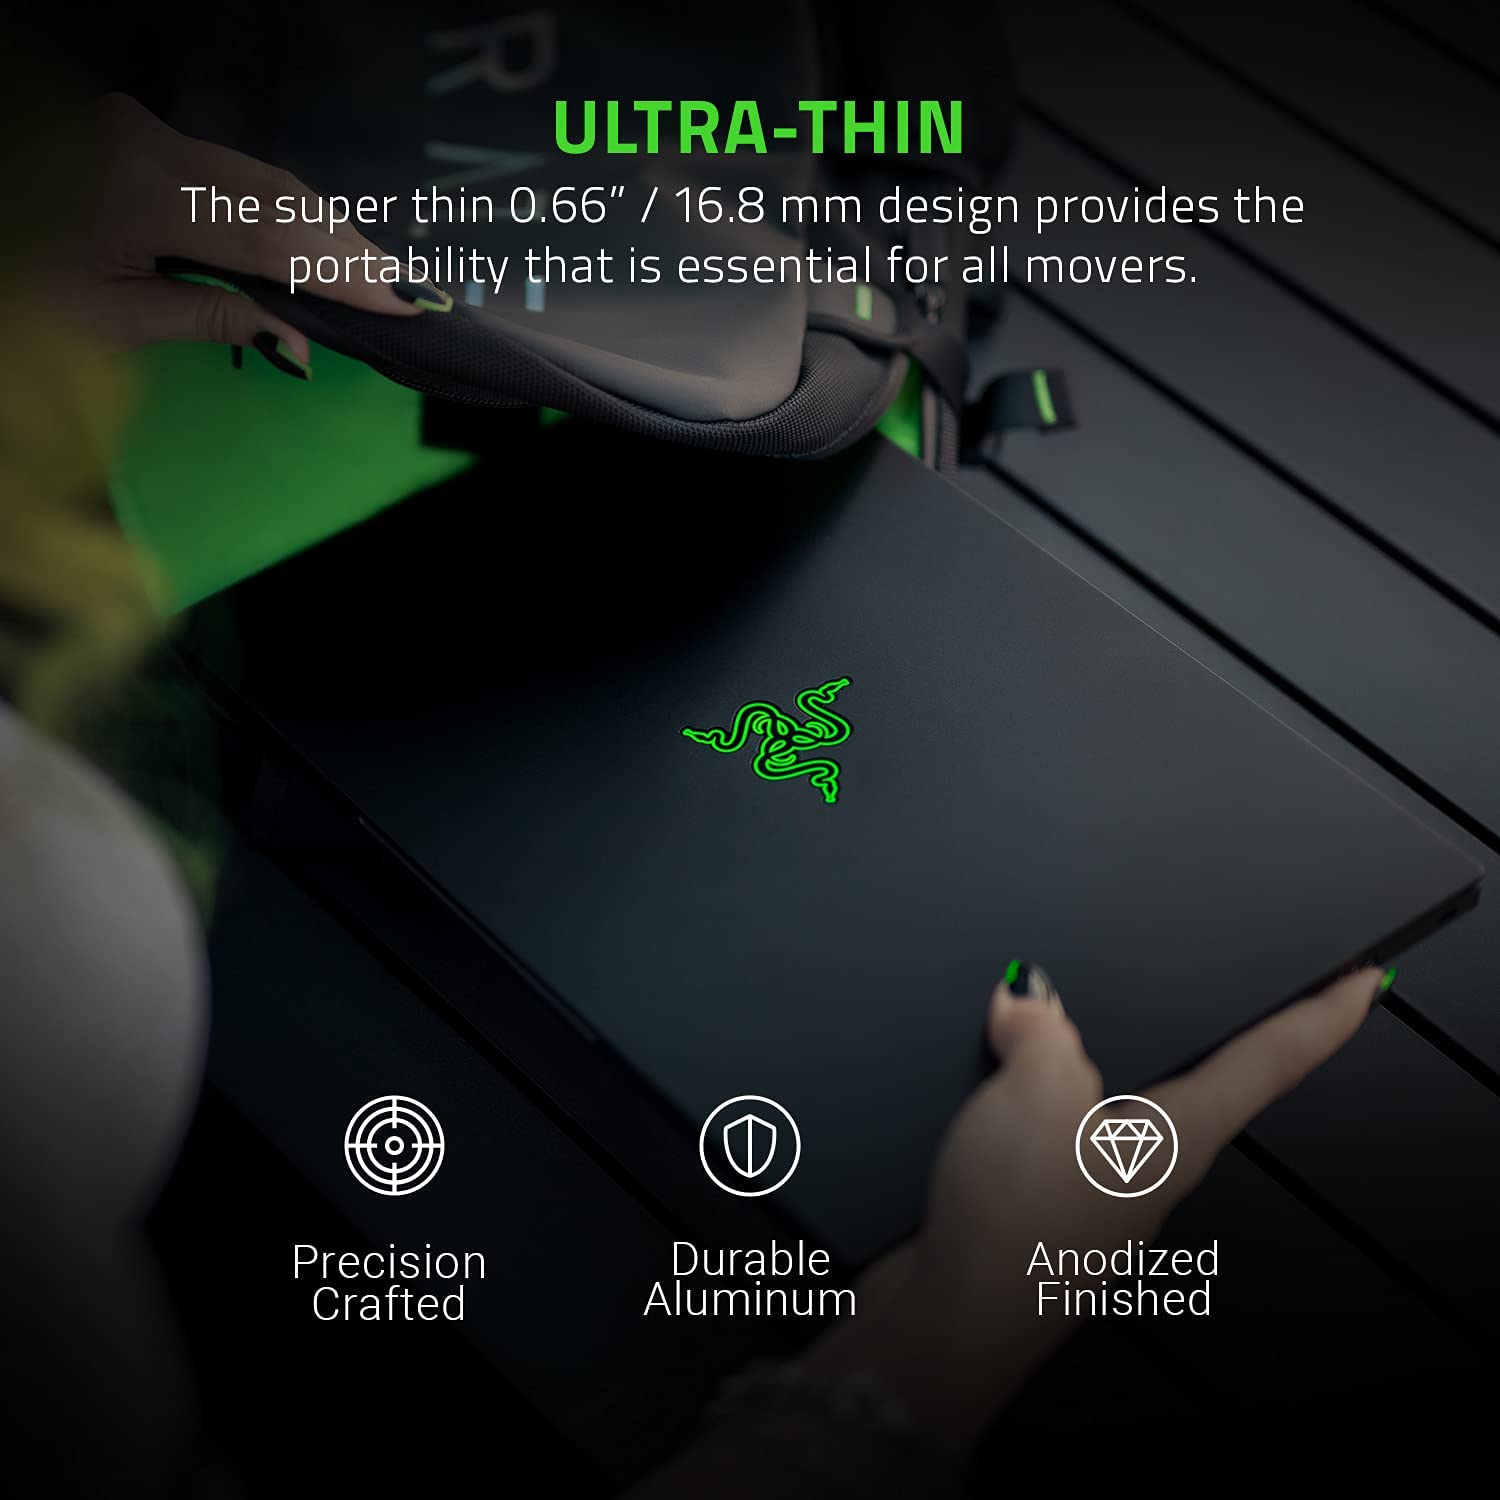 ULTRA-THIN
The super thin 0.66” / 16.8 mm design provides the
portability that is essential for all movers.
Precision
Crafted
Durable
Aluminum
Anodized
Finished